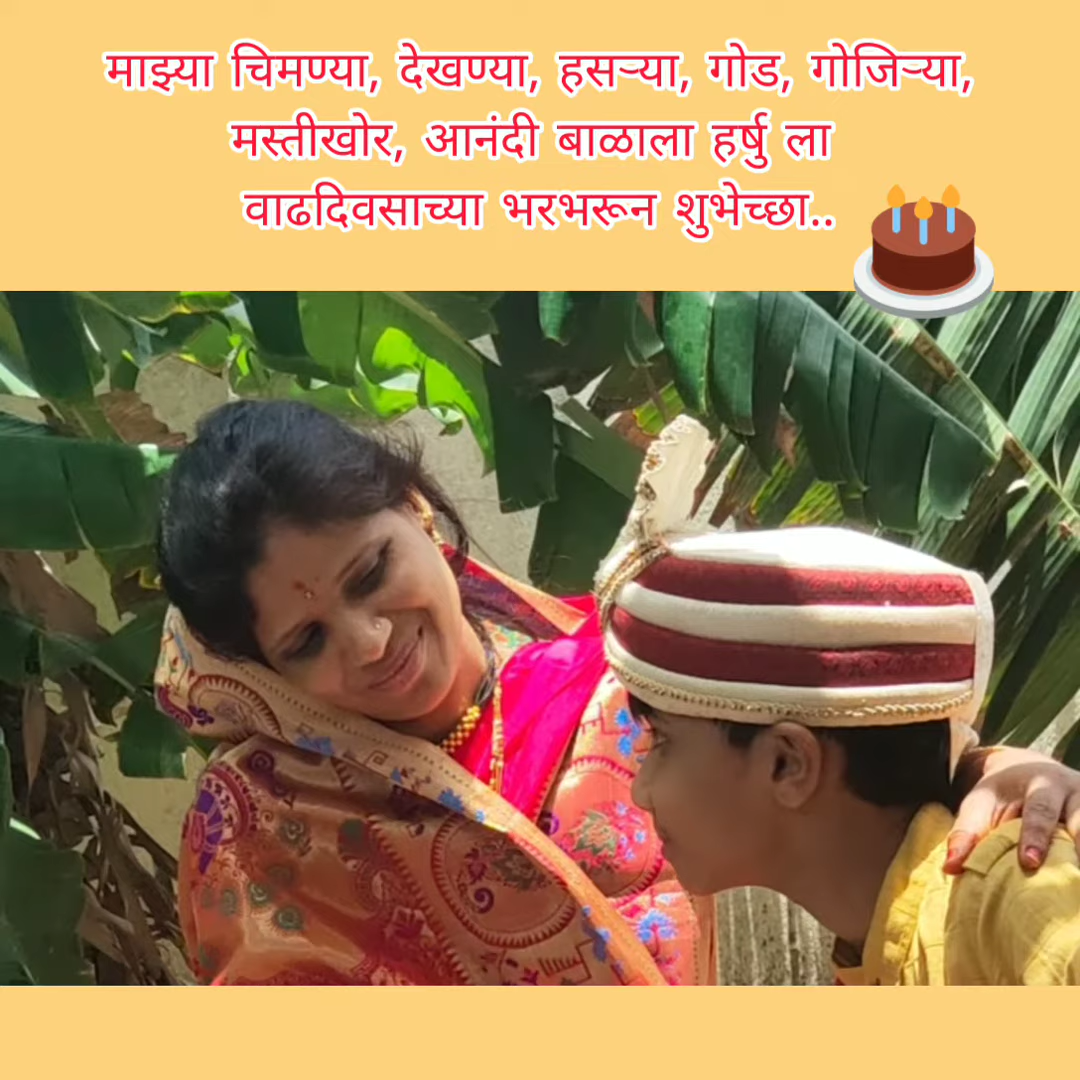 माझ्या चिमण्या, देखण्या, हसऱ्या, गोड, गोजिऱ्या,
मस्तीखोर, आनंदी बाळाला हर्षु ला
वाढदिवसाच्या भरभरून शुभेच्छा..